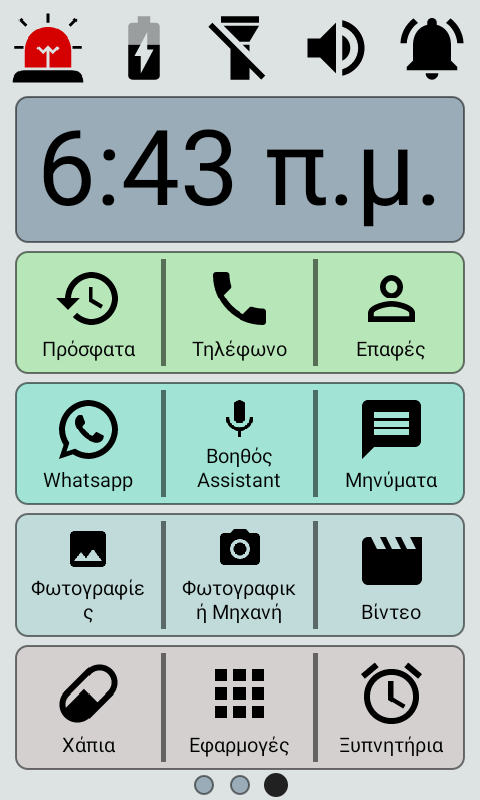 6:43 π.μ.
Πρόσφατα
Τηλέφωνο
Επαφές
Whatsapp
Βοηθός
Assistant
Μηνύματα
Φωτογραφίε
ς
Φωτογραφικ
ή Μηχανή
Βίντεο
Χάπια
Εφαρμογές
Ξυπνητήρια